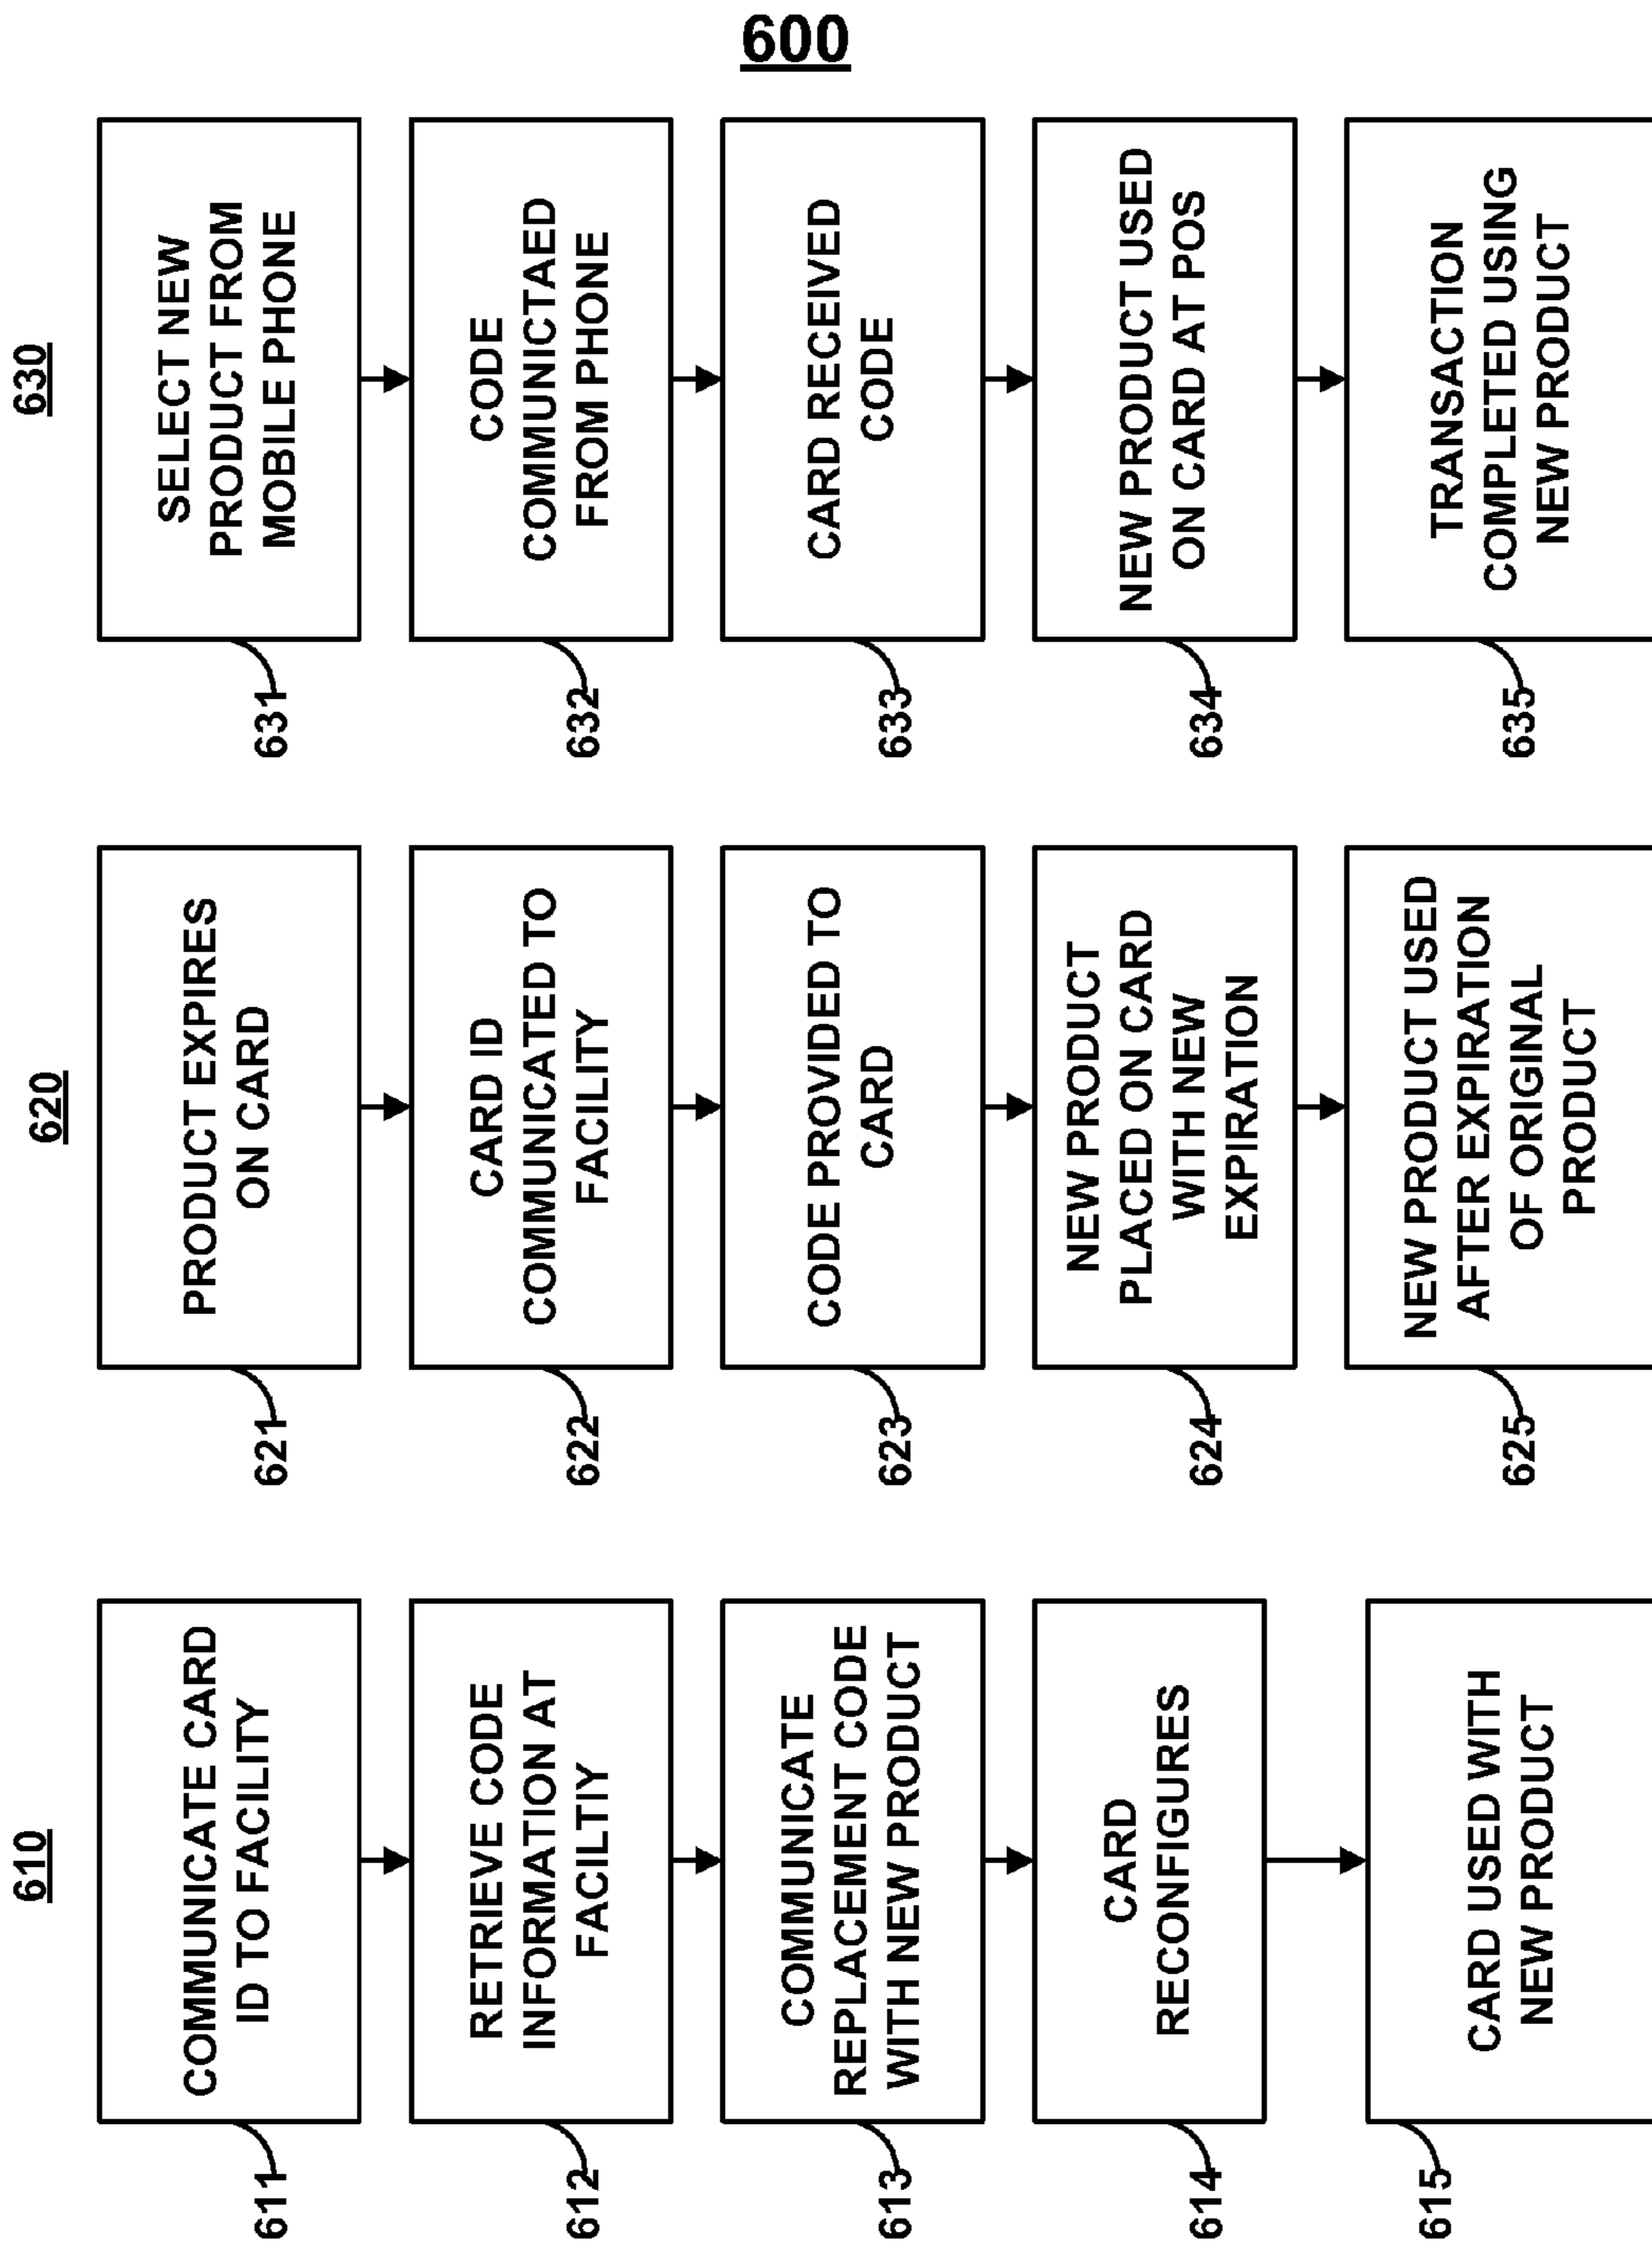 600
610
COMMUNICATE CARD
ID TO FACILITY
611
RETRIEVE CODE
INFORMATION AT
FACILTIY
612
COMMUNICATE
REPLACEMENT CODE
WITH NEW PRODUCT
613
CARD
RECONFIGURES
614
CARD USED WITH
NEW PRODUCT
615
620
PRODUCT EXPIRES
ON CARD
621
CARD ID
COMMUNICATED TO
FACILITY
622
CODE PROVIDED TO
CARD
623
NEW PRODUCT
PLACED ON CARD
WITH NEW
EXPIRATION
624
NEW PRODUCT USED
AFTER EXPIRATION
OF ORIGINAL
PRODUCT
625
630
SELECT NEW
PRODUCT FROM
MOBILE PHONE
631
CODE
COMMUNICTAED
FROM PHONE
632
CARD RECEIVED
CODE
633
NEW PRODUCT USED
ON CARD AT POS
634
TRANSACTION
COMPLETED USING
NEW PRODUCT
635